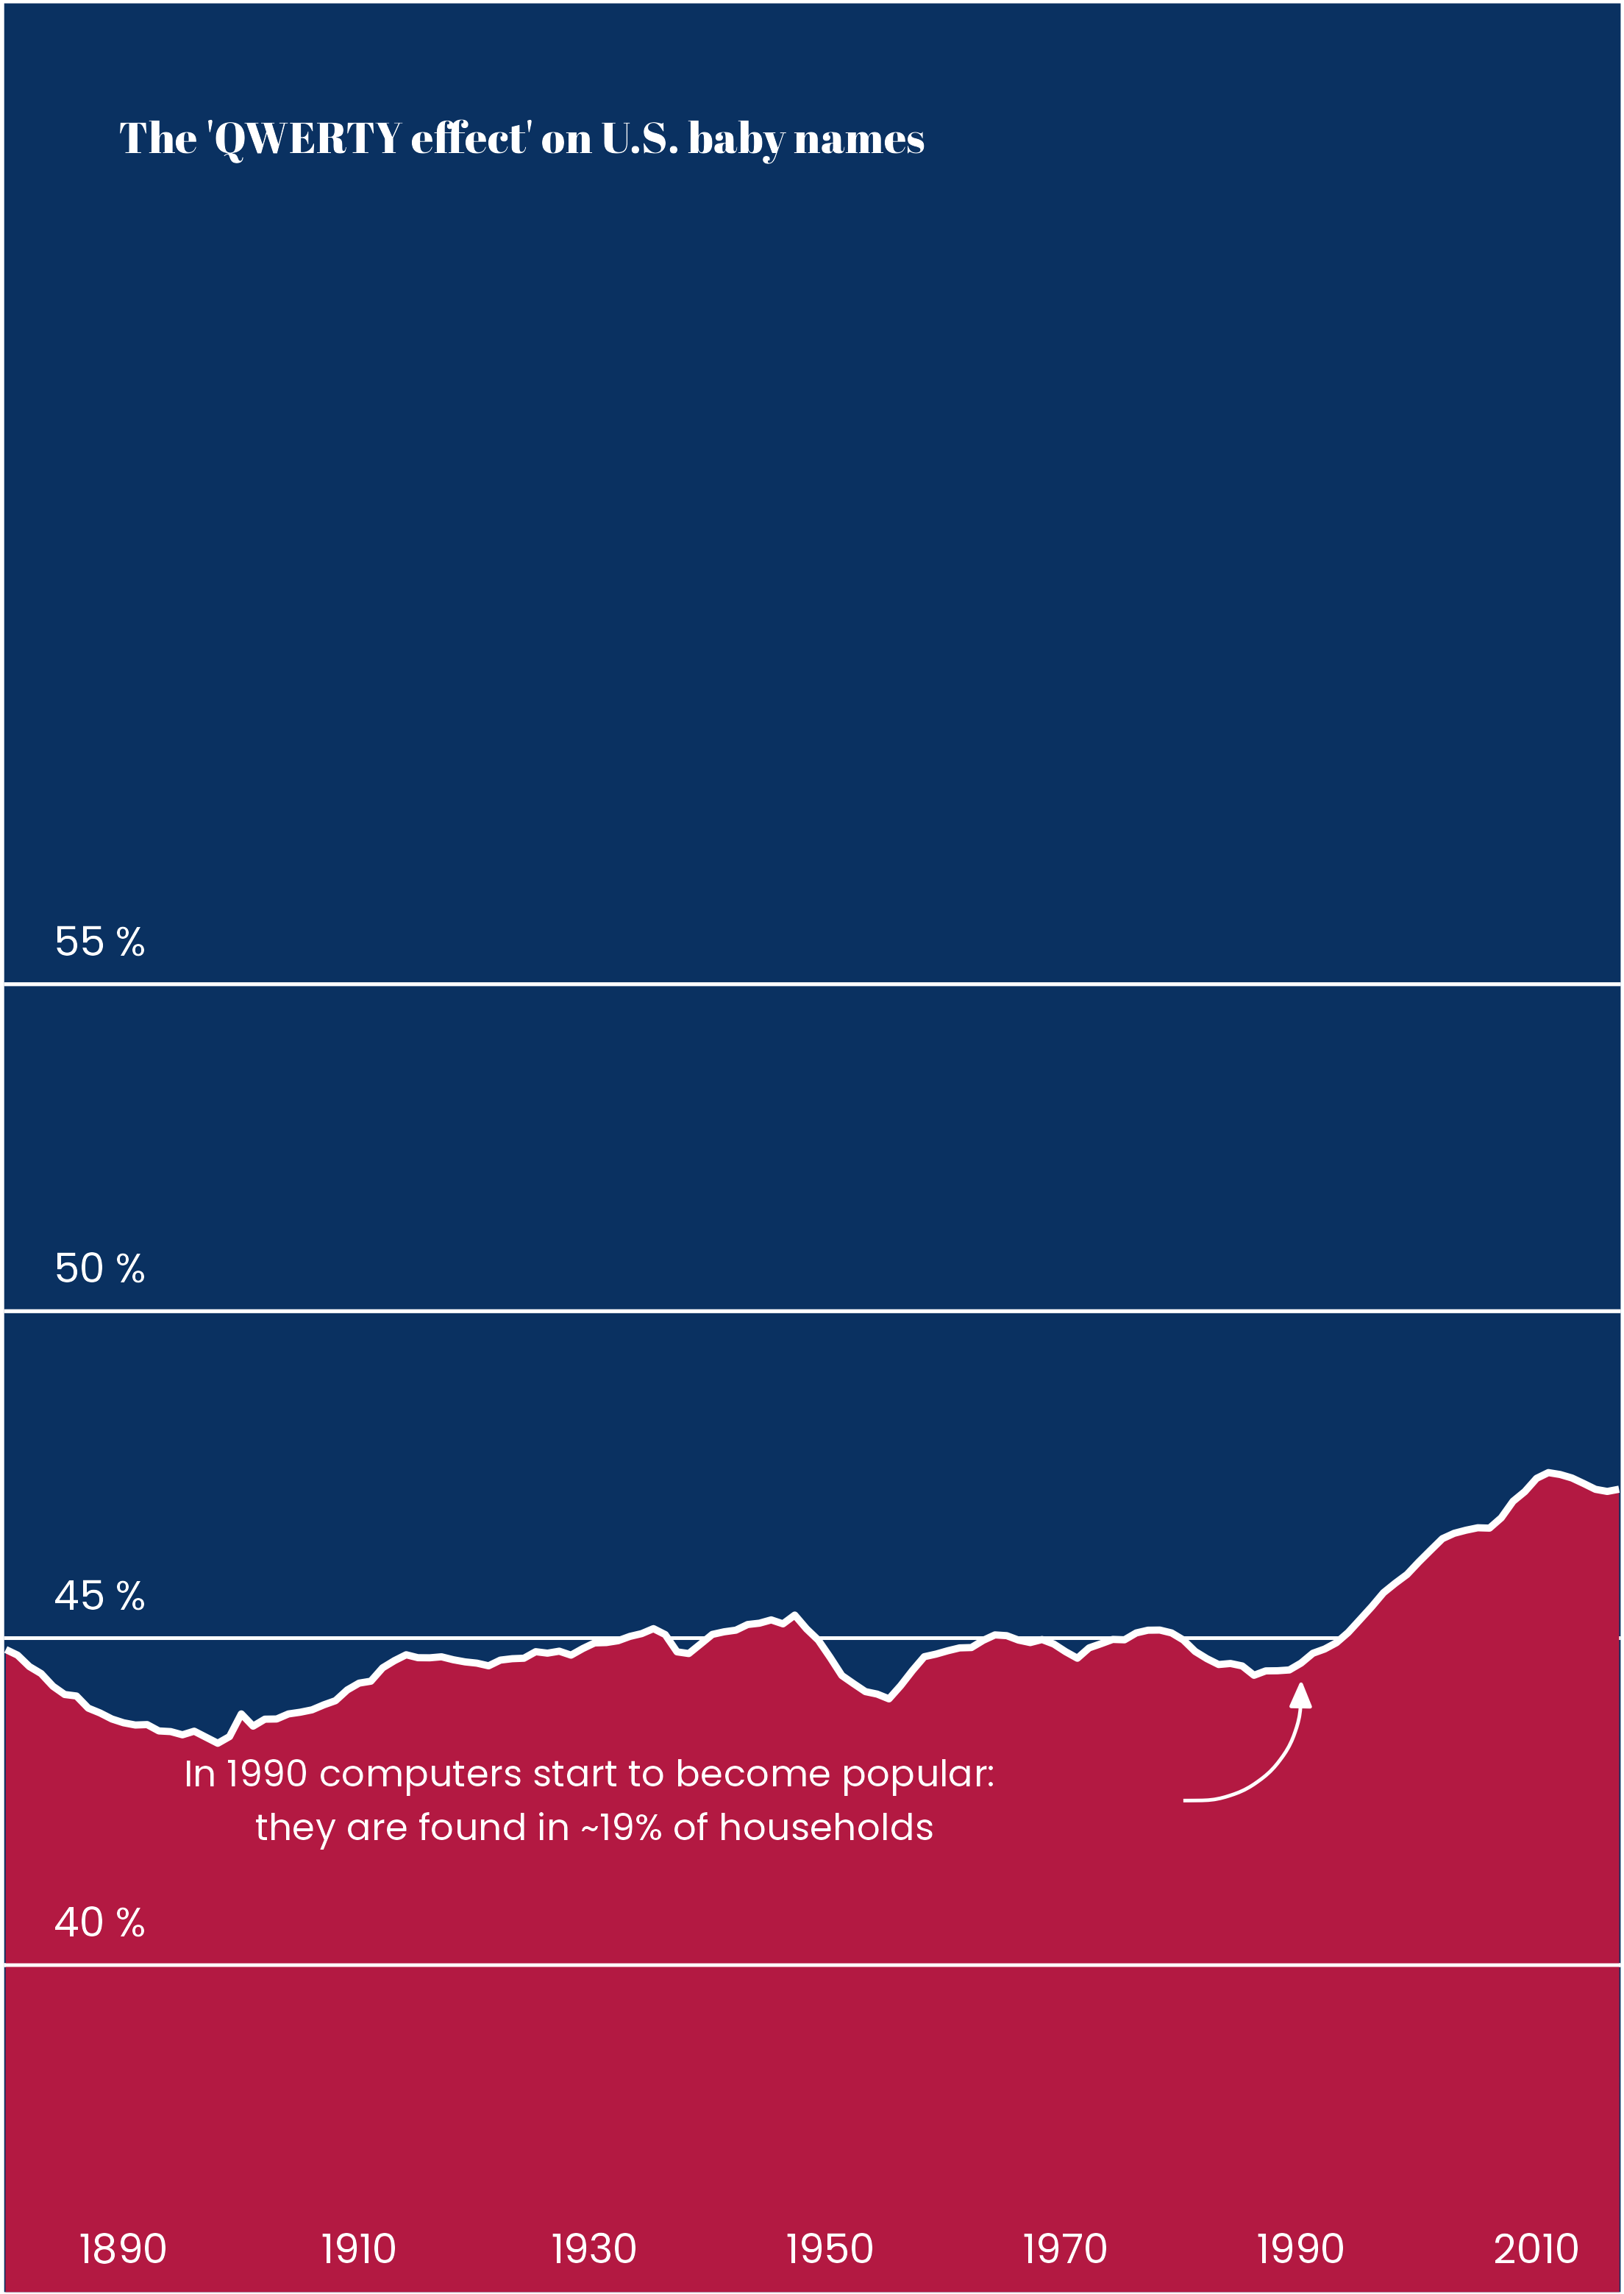 The 'QWERTY effect' on U.S. baby names
55 %
50 %
45 %
In 1990 computers start to become popular:
they are found in ~19% of households
40 %
1890 1910 1930 1950 1970 1990 2010